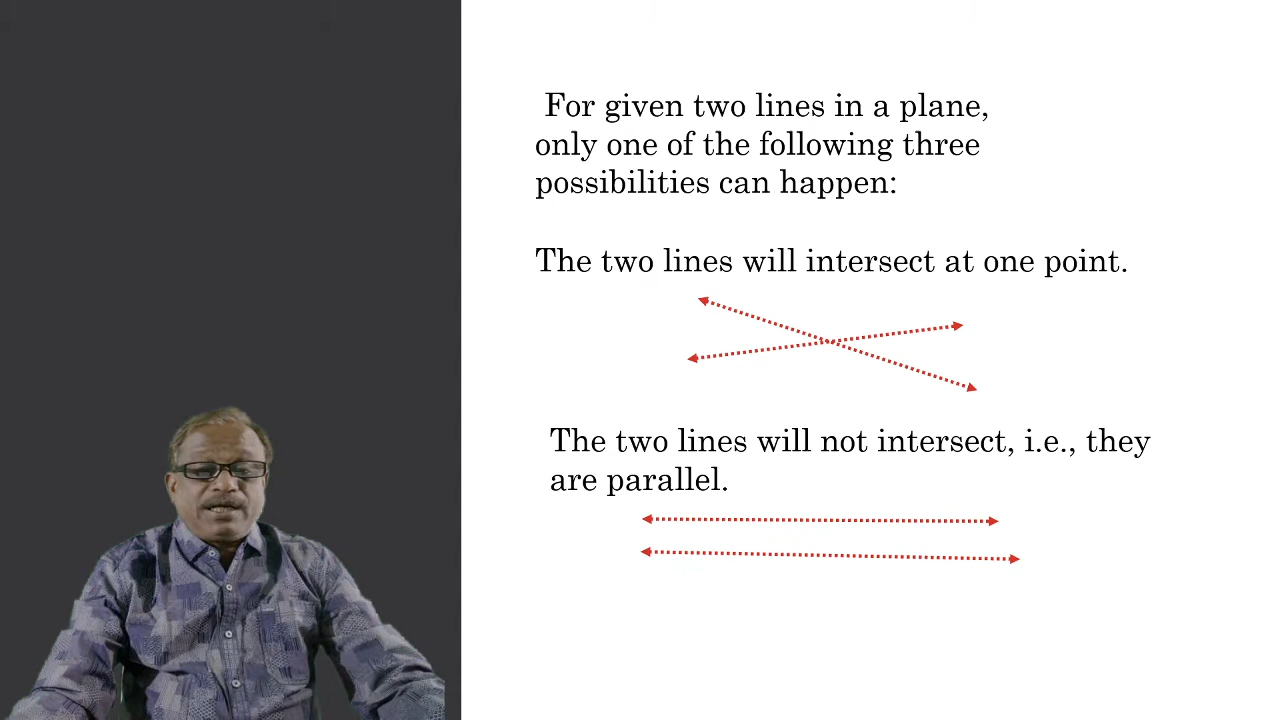 For given two lines in a plane,
only one of the following three
possibilities can happen:
The two lines will intersect at one point.
The two lines will not intersect, i.e., they
are parallel.